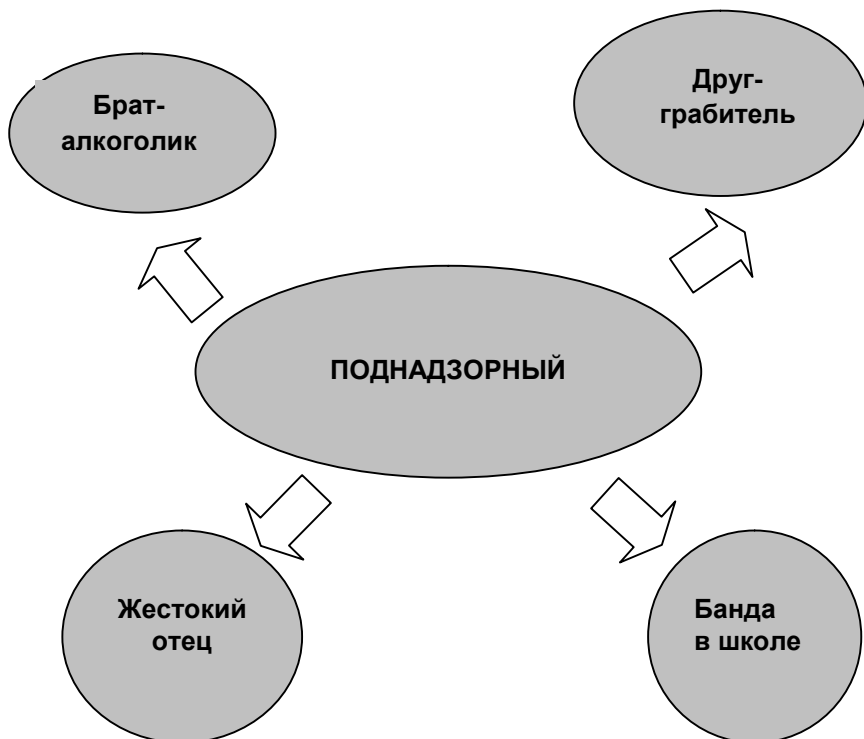 Брат-
алкоголик
Друг-
грабитель
ПОДНАДЗОРНЫЙ
Жестокий
отец
Банда
в школе